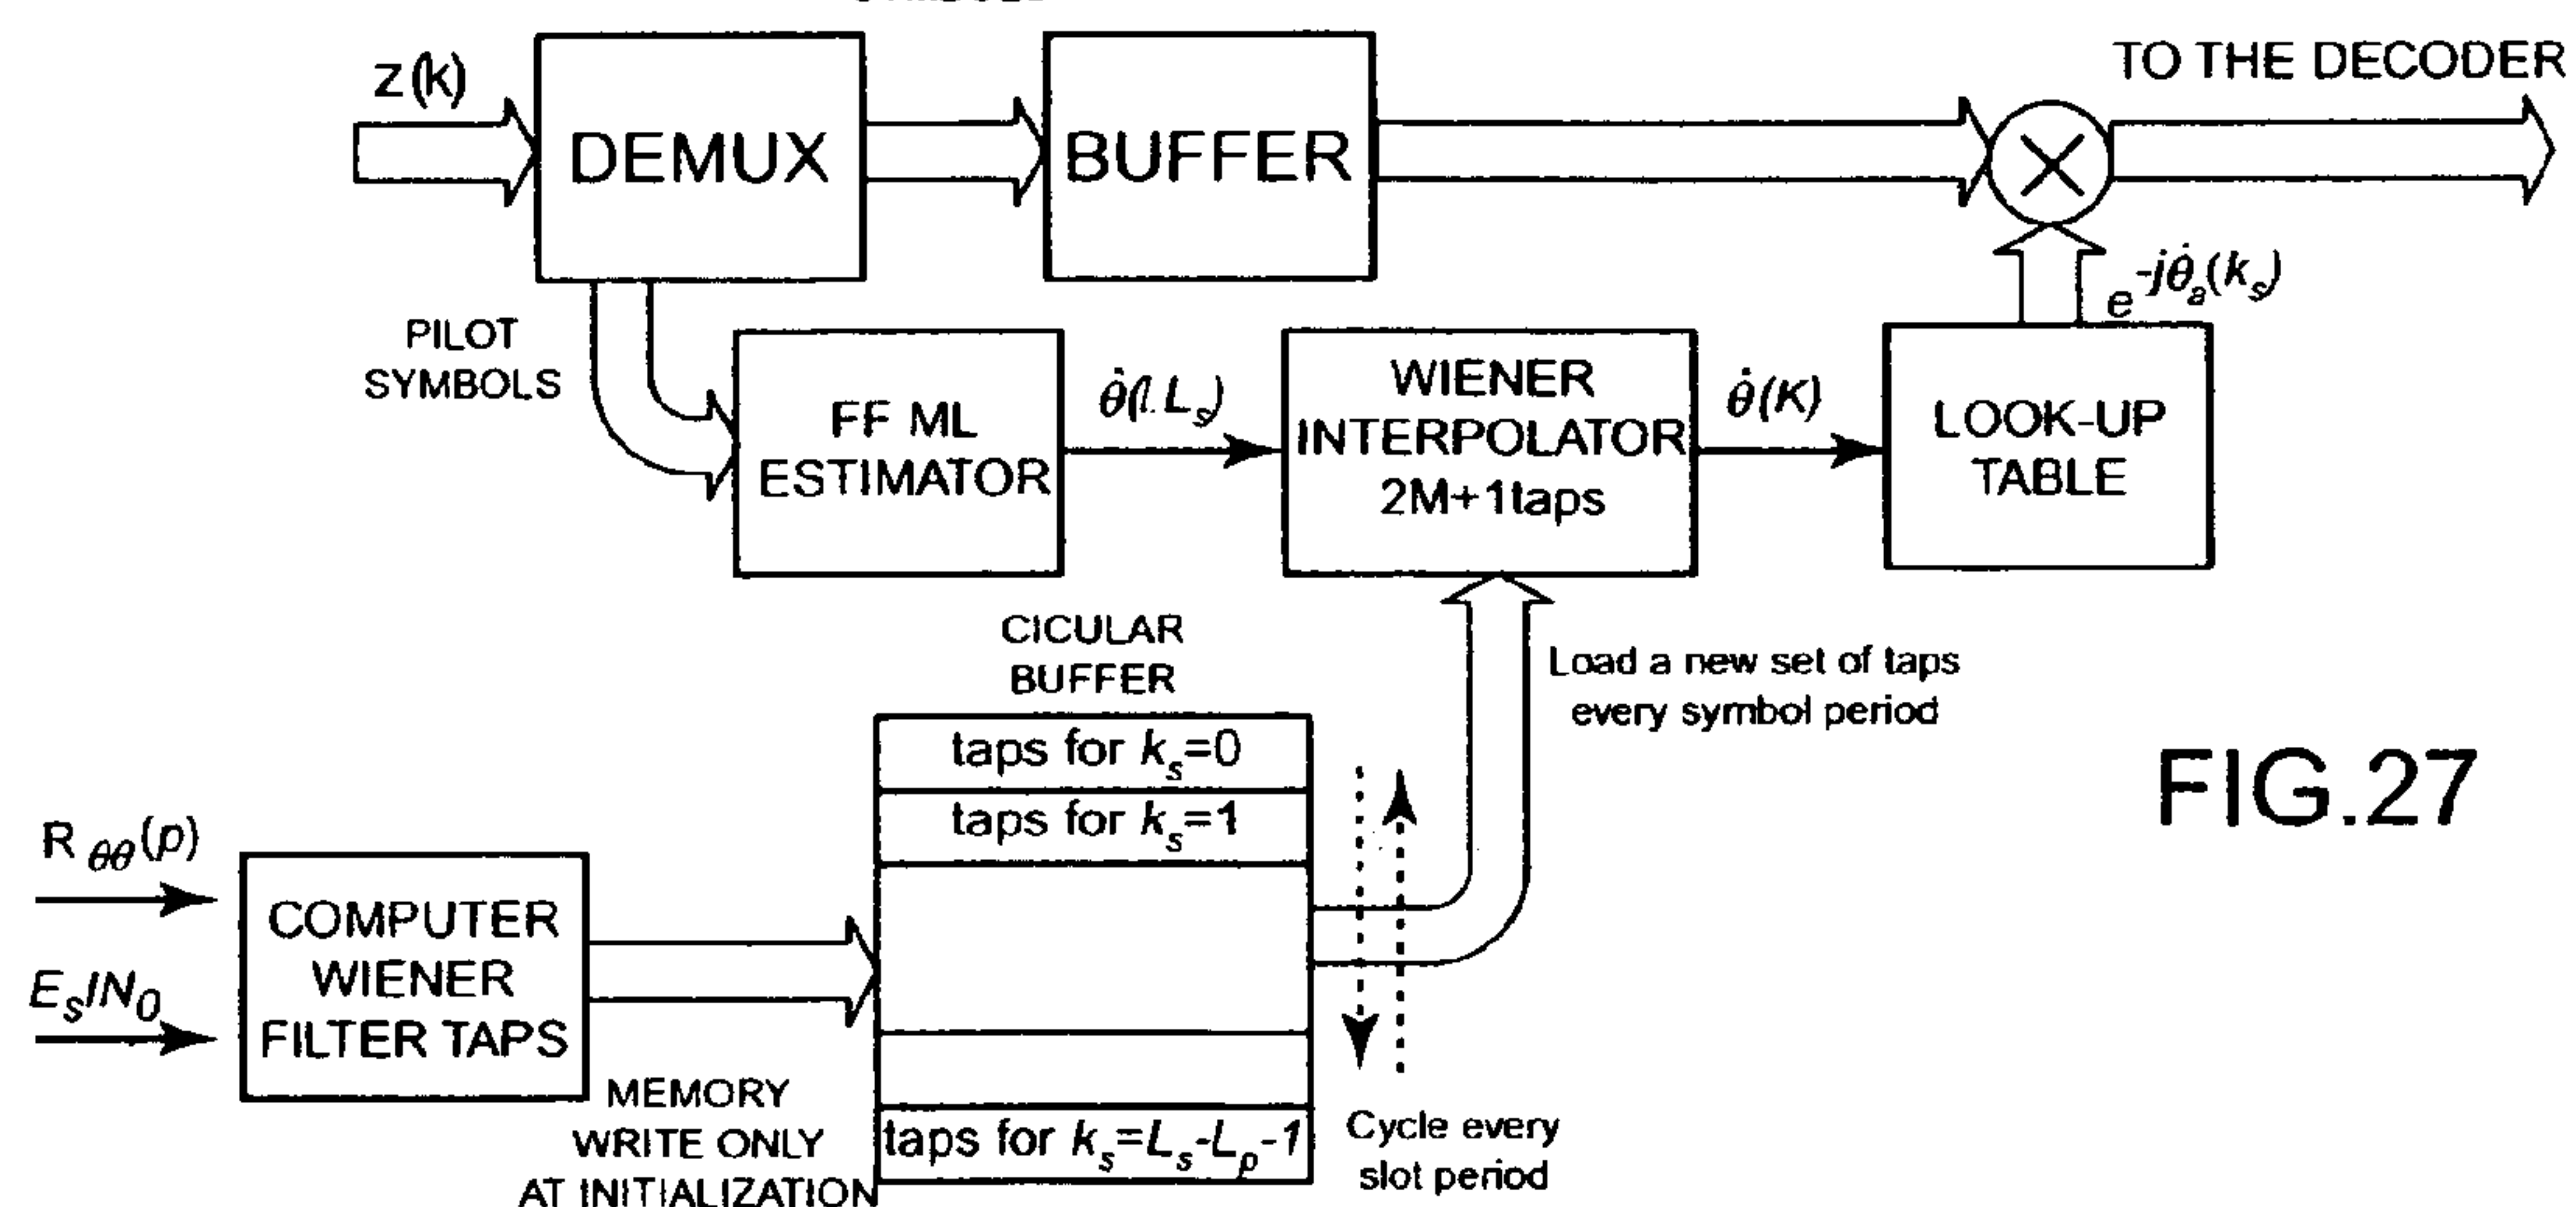 z(k)
DEMUX
BUFFER
TO THE DECODER
e^{-jθ̇_a(k_s)}
PILOT
SYMBOLS
FF ML
ESTIMATOR
θ̇(l.L_s)
WIENER
INTERPOLATOR
2M+1taps
θ̇(K)
LOOK-UP
TABLE
CICULAR
BUFFER
Load a new set of taps
every symbol period
taps for k_s=0
taps for k_s=1
taps for k_s=L_s-L_p-1
R_{θθ}(p)
E_sIN_0
COMPUTER
WIENER
FILTER TAPS
MEMORY
WRITE ONLY
AT INITIALIZATION
Cycle every
slot period
FIG.27